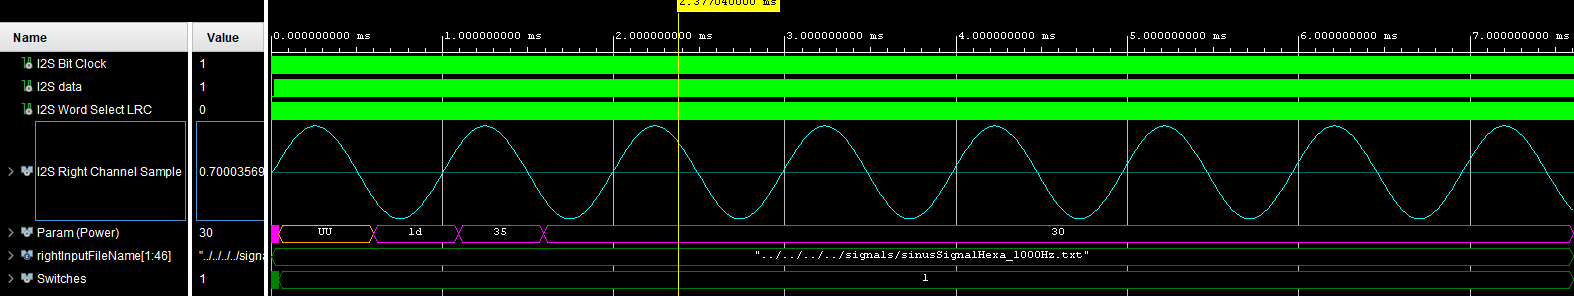 2.377040000 ms
Name Value
0.000000000 ms 1.000000000 ms 2.000000000 ms 3.000000000 ms 4.000000000 ms 5.000000000 ms 6.000000000 ms 7.000000000 ms
I2S Bit Clock 1
I2S data 1
I2S Word Select LRC 0
I2S Right Channel Sample 0.70003569
Param (Power) 30 UU 1d 35 30
rightInputFileName[1:46] "../../../../signa "../../../../signals/sinusSignalHexa_1000Hz.txt"
Switches 1 1